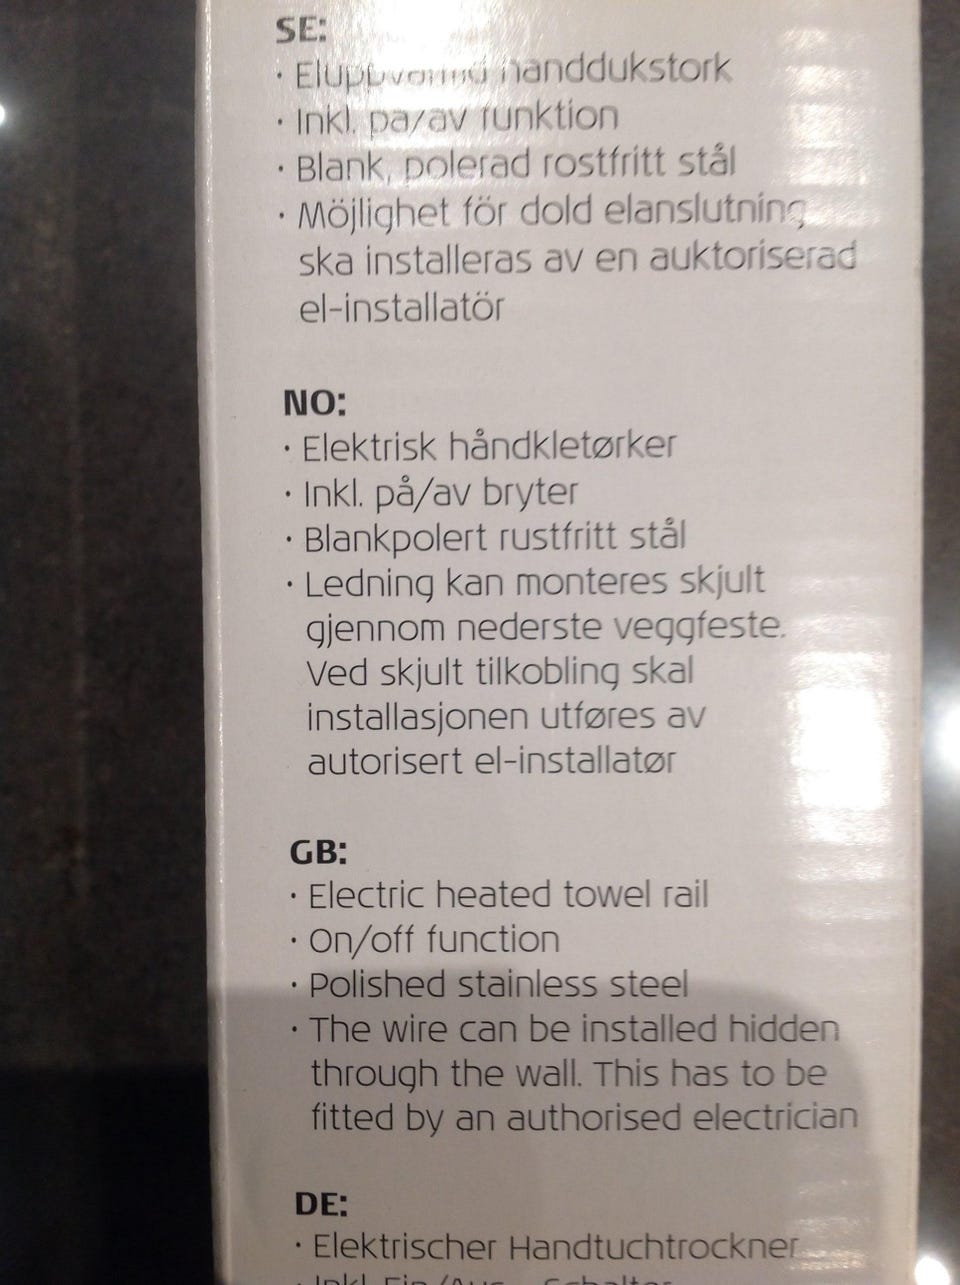 SE:
· Eluppvärmd handdukstork
· Inkl. på/av funktion
· Blank, polerad rostfritt stål
· Möjlighet för dold elanslutning
ska installeras av en auktoriserad
el-installatör
NO:
· Elektrisk håndkletørker
· Inkl. på/av bryter
· Blankpolert rustfritt stål
· Ledning kan monteres skjult
gjennom nederste veggfeste.
Ved skjult tilkobling skal
installasjonen utføres av
autorisert el-installatør
GB:
· Electric heated towel rail
· On/off function
· Polished stainless steel
· The wire can be installed hidden
through the wall. This has to be
fitted by an authorised electrician
DE:
· Elektrischer Handtuchtrockner
· Inkl. Ein-/Aus - Schalter